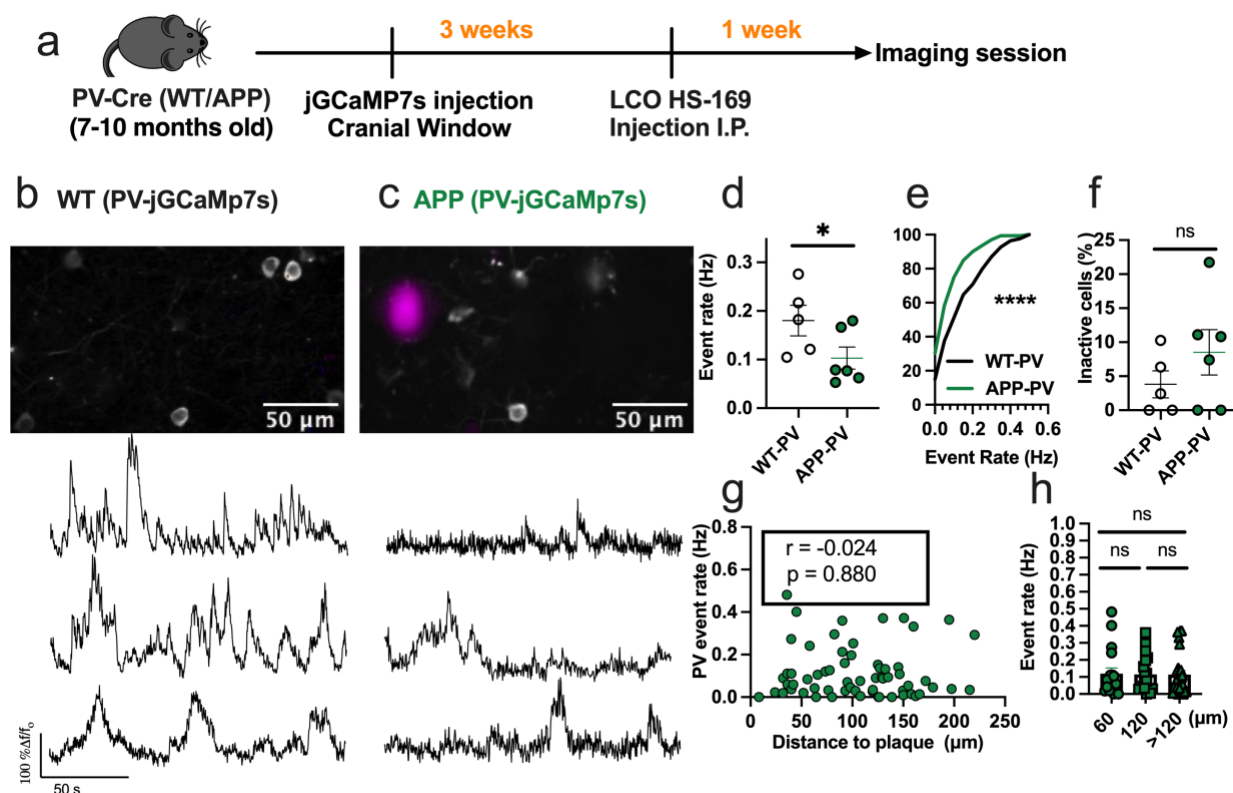 a
3 weeks
1 week
Imaging session
PV-Cre (WT/APP)
(7-10 months old)
jGCaMP7s injection
Cranial Window
LCO HS-169
Injection I.P.
b WT (PV-jGCaMp7s)
50 µm
100 %Δf/f₀
50 s
c APP (PV-jGCaMp7s)
50 µm
d
*
Event rate (Hz)
0.3
0.2
0.1
0.0
WT-PV
APP-PV
e
100
80
60
40
20
0
****
WT-PV
APP-PV
0.0 0.2 0.4 0.6
Event Rate (Hz)
f
ns
Inactive cells(% )
25
20
15
10
5
0
WT-PV
APP-PV
g
PV event rate (Hz)
0.8
0.6
0.4
0.2
0.0
r = -0.024
p = 0.880
0 50 100 150 200 250
Distance to plaque (µm)
h
ns
ns ns
Event rate (Hz)
1.0
0.9
0.8
0.7
0.6
0.5
0.4
0.3
0.2
0.1
0.0
60 120 >120 (µm)